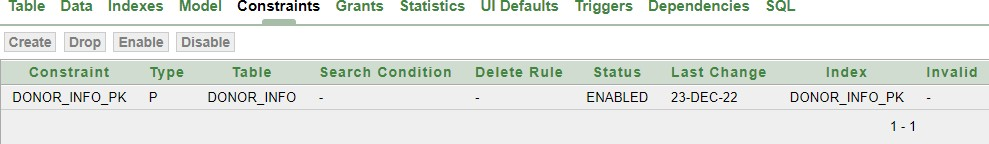 Table Data Indexes Model Constraints Grants Statistics UI Defaults Triggers Dependencies SQL
Create Drop Enable Disable
Constraint Type Table Search Condition Delete Rule Status Last Change Index Invalid
DONOR_INFO_PK P DONOR_INFO - - ENABLED 23-DEC-22 DONOR_INFO_PK -
1 - 1